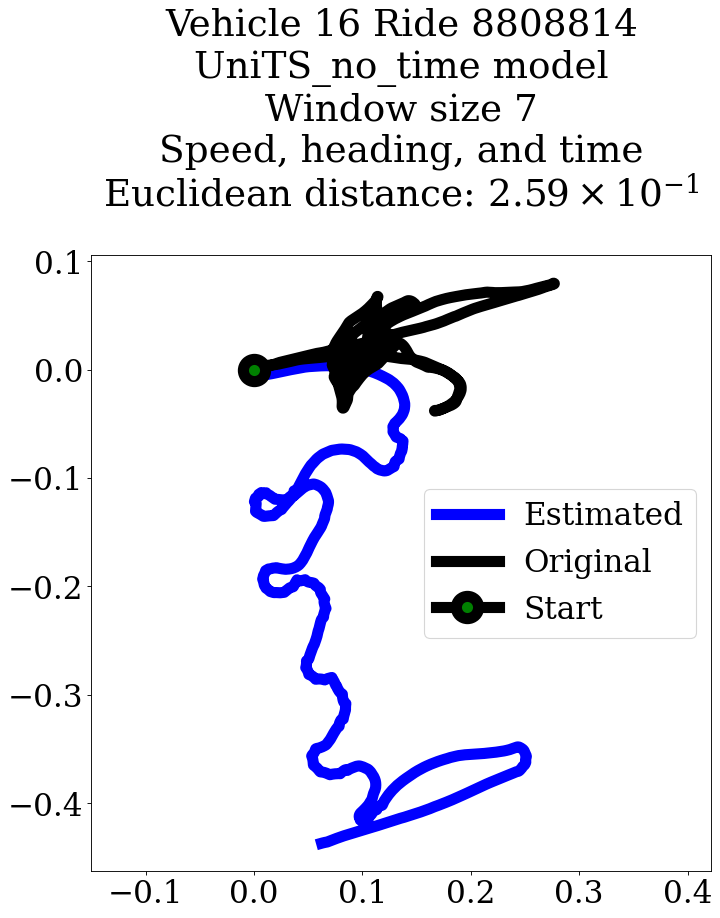 Vehicle 16 Ride 8808814
UniTS_no_time model
Window size 7
Speed, heading, and time
Euclidean distance: 2.59 × 10⁻¹
0.1
0.0
−0.1
−0.2
−0.3
−0.4
Estimated
Original
Start
−0.1 0.0 0.1 0.2 0.3 0.4